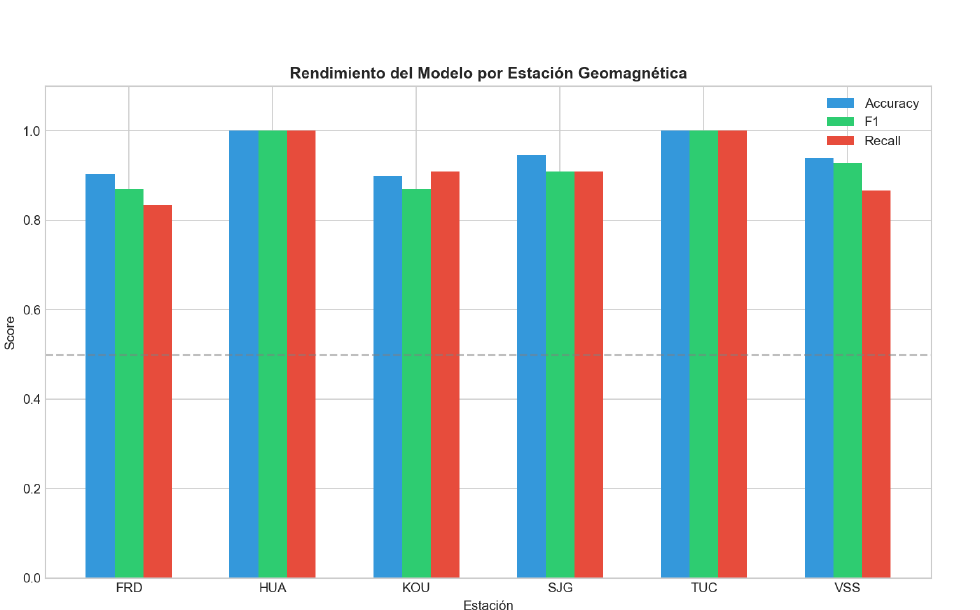 Rendimiento del Modelo por Estación Geomagnética
Accuracy
F1
Recall
1.0
0.8
0.6
0.4
0.2
0.0
Score
FRD HUA KOU SJG TUC VSS
Estación